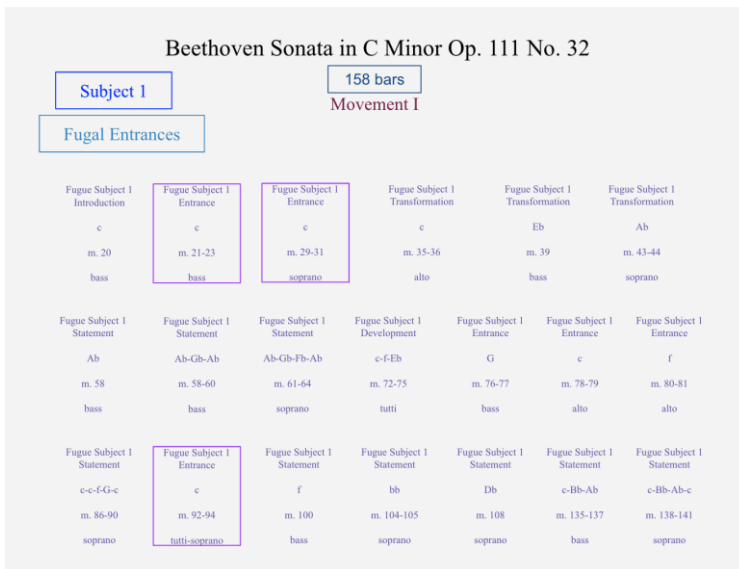 Beethoven Sonata in C Minor Op. 111 No. 32
Subject 1
158 bars
Movement I
Fugal Entrances
Fugue Subject 1 Fugue Subject 1 Fugue Subject 1 Fugue Subject 1 Fugue Subject 1 Fugue Subject 1
Introduction Entrance Entrance Transformation Transformation Transformation
c c c c Eb Ab
m. 20 m. 21-23 m. 29-31 m. 35-36 m. 39 m. 43-44
bass bass soprano alto bass soprano
Fugue Subject 1 Fugue Subject 1 Fugue Subject 1 Fugue Subject 1 Fugue Subject 1 Fugue Subject 1 Fugue Subject 1
Statement Statement Statement Development Entrance Entrance Entrance
Ab Ab-Gb-Ab Ab-Gb-Fb-Ab c-f-Eb G c f
m. 58 m. 58-60 m. 61-64 m. 72-75 m. 76-77 m. 78-79 m. 80-81
bass bass soprano tutti bass alto alto
Fugue Subject 1 Fugue Subject 1 Fugue Subject 1 Fugue Subject 1 Fugue Subject 1 Fugue Subject 1 Fugue Subject 1
Statement Entrance Statement Statement Statement Statement Statement
c-c-f-G-c c f bb Db c-Bb-Ab c-Bb-Ab-c
m. 86-90 m. 92-94 m. 100 m. 104-105 m. 108 m. 135-137 m. 138-141
soprano tutti-soprano bass soprano soprano bass soprano